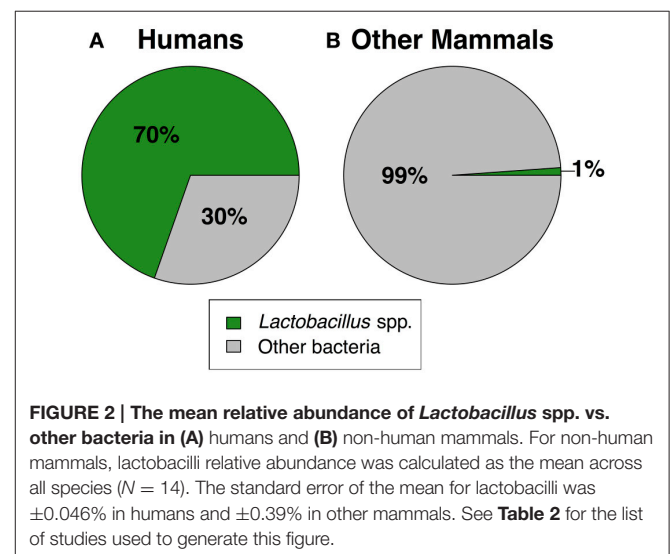 A Humans
B Other Mammals
70%
30%
99%
1%
Lactobacillus spp.
Other bacteria
FIGURE 2 | The mean relative abundance of Lactobacillus spp. vs.
other bacteria in (A) humans and (B) non-human mammals. For non-human
mammals, lactobacilli relative abundance was calculated as the mean across
all species (N = 14). The standard error of the mean for lactobacilli was
±0.046% in humans and ±0.39% in other mammals. See Table 2 for the list
of studies used to generate this figure.